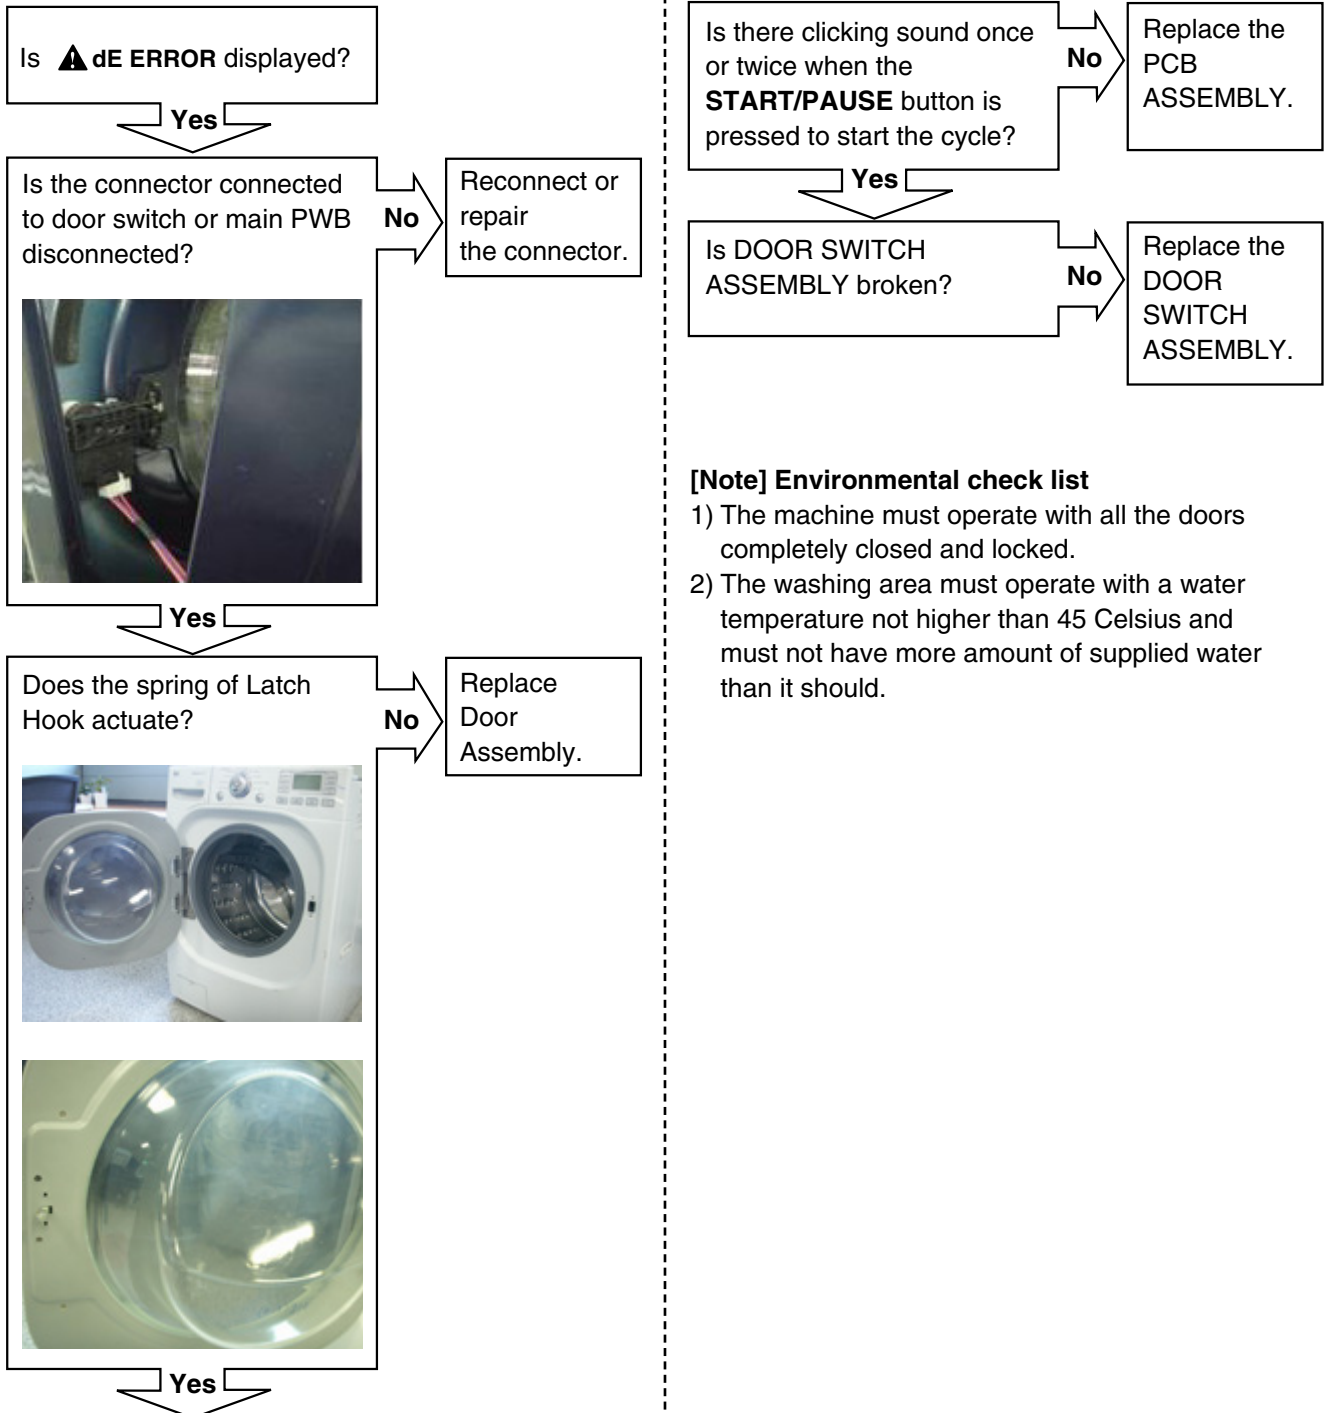 Is ⚠ dE ERROR displayed?
Yes
Is the connector connected
to door switch or main PWB
disconnected?
No
Reconnect or
repair
the connector.
Yes
Does the spring of Latch
Hook actuate?
No
Replace
Door
Assembly.
Yes
Is there clicking sound once
or twice when the
START/PAUSE button is
pressed to start the cycle?
No
Replace the
PCB
ASSEMBLY.
Yes
Is DOOR SWITCH
ASSEMBLY broken?
No
Replace the
DOOR
SWITCH
ASSEMBLY.
[Note] Environmental check list
1) The machine must operate with all the doors
completely closed and locked.
2) The washing area must operate with a water
temperature not higher than 45 Celsius and
must not have more amount of supplied water
than it should.